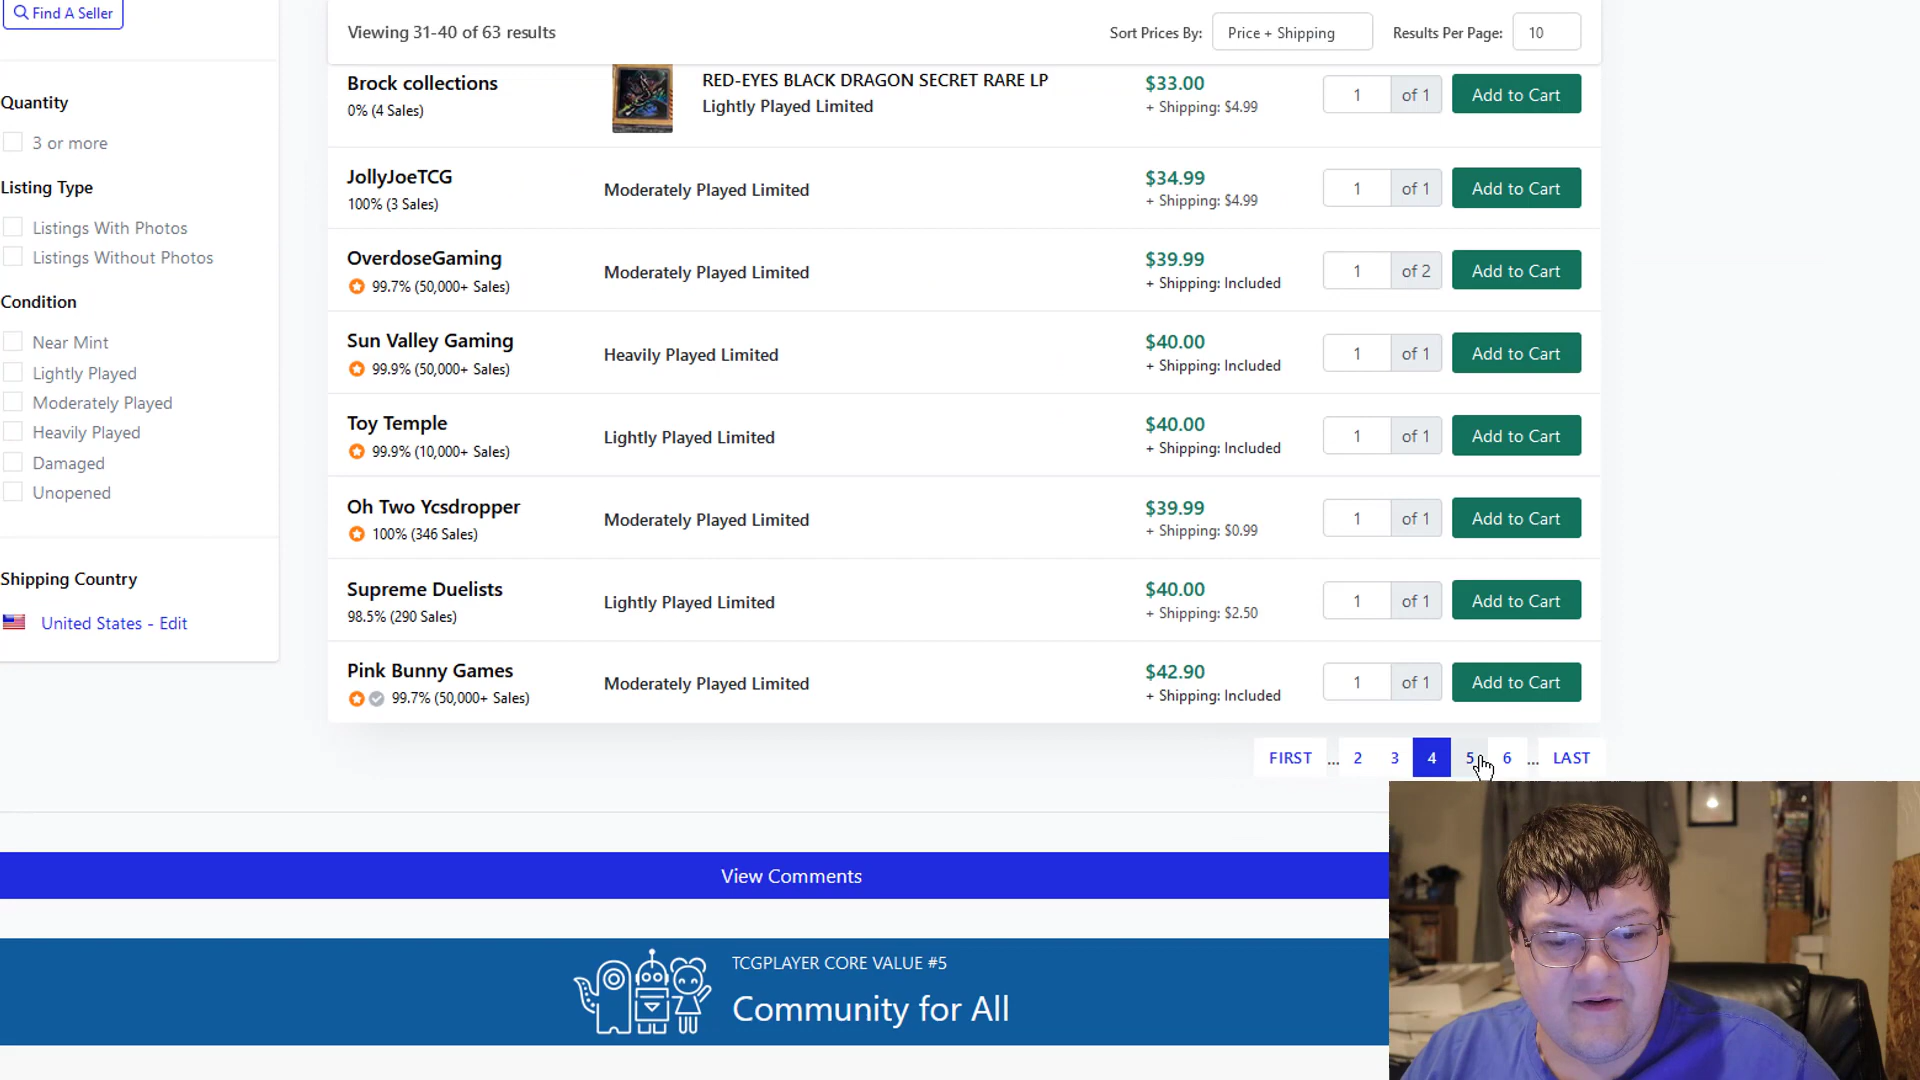 Find A Seller
Viewing 31-40 of 63 results
Sort Prices By:
Price + Shipping
Results Per Page:
10
Quantity
3 or more
Listing Type
Listings With Photos
Listings Without Photos
Condition
Near Mint
Lightly Played
Moderately Played
Heavily Played
Damaged
Unopened
Shipping Country
United States - Edit
Brock collections
0% (4 Sales)
RED-EYES BLACK DRAGON SECRET RARE LP
Lightly Played Limited
$33.00
+ Shipping: $4.99
1 of 1 Add to Cart
JollyJoeTCG
100% (3 Sales)
Moderately Played Limited
$34.99
+ Shipping: $4.99
1 of 1 Add to Cart
OverdoseGaming
99.7% (50,000+ Sales)
Moderately Played Limited
$39.99
+ Shipping: Included
1 of 2 Add to Cart
Sun Valley Gaming
99.9% (50,000+ Sales)
Heavily Played Limited
$40.00
+ Shipping: Included
1 of 1 Add to Cart
Toy Temple
99.9% (10,000+ Sales)
Lightly Played Limited
$40.00
+ Shipping: Included
1 of 1 Add to Cart
Oh Two Ycsdropper
100% (346 Sales)
Moderately Played Limited
$39.99
+ Shipping: $0.99
1 of 1 Add to Cart
Supreme Duelists
98.5% (290 Sales)
Lightly Played Limited
$40.00
+ Shipping: $2.50
1 of 1 Add to Cart
Pink Bunny Games
99.7% (50,000+ Sales)
Moderately Played Limited
$42.90
+ Shipping: Included
1 of 1 Add to Cart
FIRST ... 2 3 4 5 6 ... LAST
View Comments
TCGPLAYER CORE VALUE #5
Community for All